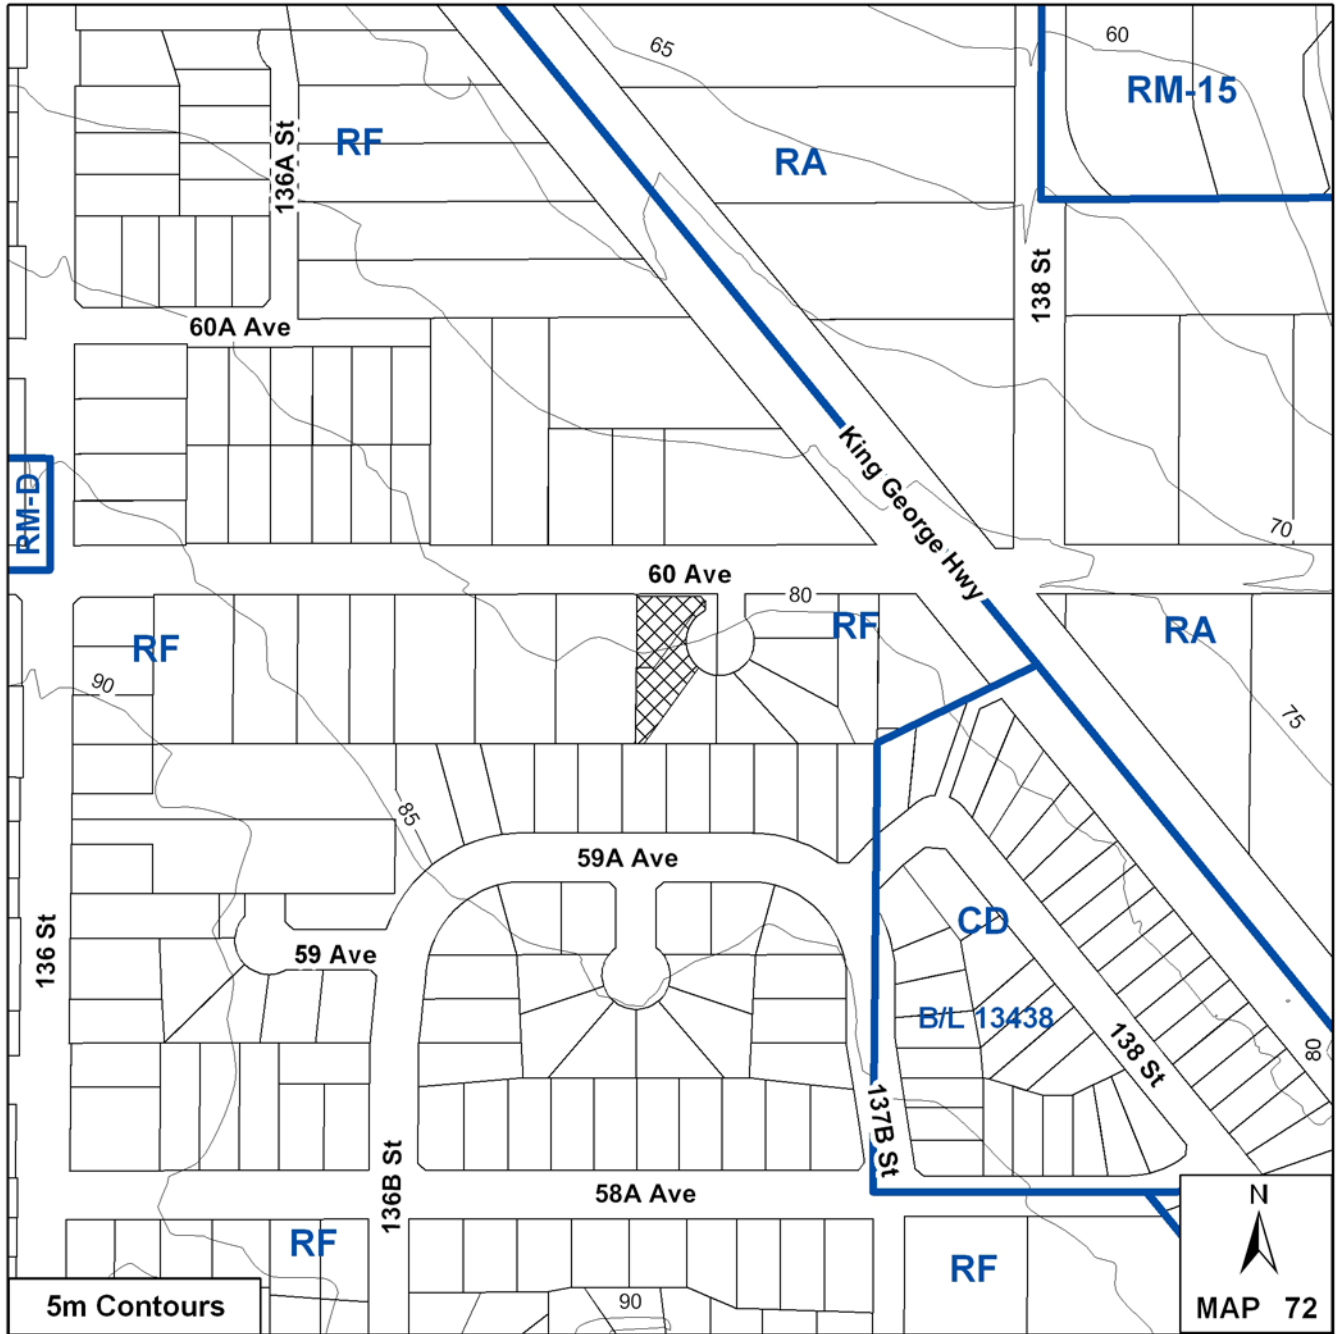 65
60
RM-15
136A St
RF
RA
138 St
60A Ave
King George Hwy
RM-D
70
60 Ave
80
RF
RF
RA
90
75
85
59A Ave
CD
136 St
59 Ave
B/L 13438
138 St
80
137B St
136B St
58A Ave
N
RF
RF
90
5m Contours
MAP 72